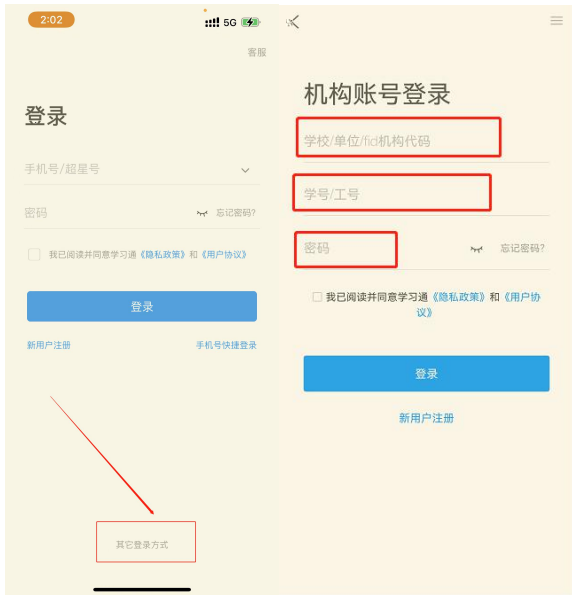 2:02
5G
客服
登录
手机号/超星号
密码
忘记密码?
我已阅读并同意学习通《隐私政策》和《用户协议》
登录
新用户注册
手机号快捷登录
其它登录方式
机构账号登录
学校/单位/fid机构代码
学号/工号
密码
忘记密码?
我已阅读并同意学习通《隐私政策》和《用户协
议》
登录
新用户注册